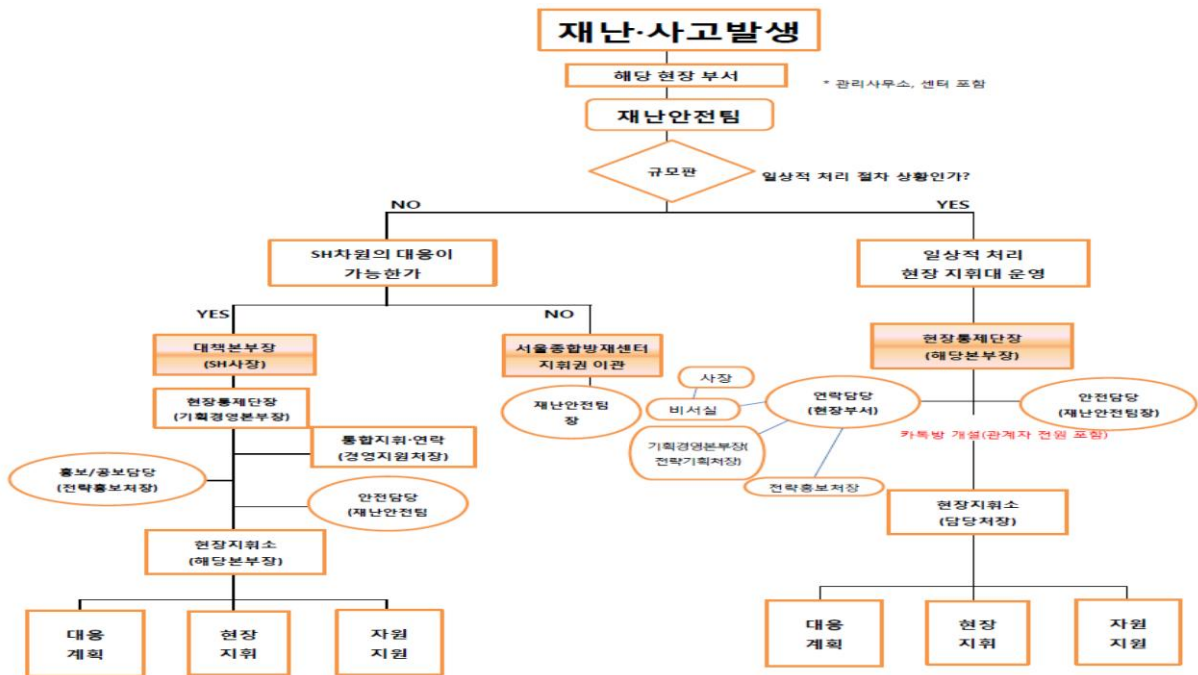 재난·사고발생
해당 현장 부서
* 관리사무소, 센터 포함
재난안전팀
규모판
일상적 처리 절차 상황인가?
NO
YES
SH차원의 대응이
가능한가
일상적 처리
현장 지휘대 운영
YES
NO
대책본부장
(SH사장)
서울종합방재센터
지휘권 이관
현장통제단장
(해당본부장)
현장통제단장
(기획경영본부장)
재난안전팀
장
사장
비서실
연락담당
(현장부서)
안전담당
(재난안전팀장)
통합지휘·연락
(경영지원처장)
기획경영본부장(
전략기획처장)
카톡방 개설(관계자 전원 포함)
홍보/공보담당
(전략홍보처장)
전략홍보처장
안전담당
(재난안전팀
현장지휘소
(담당처장)
현장지휘소
(해당본부장)
대응
계획
현장
지휘
자원
지원
대응
계획
현장
지휘
자원
지원